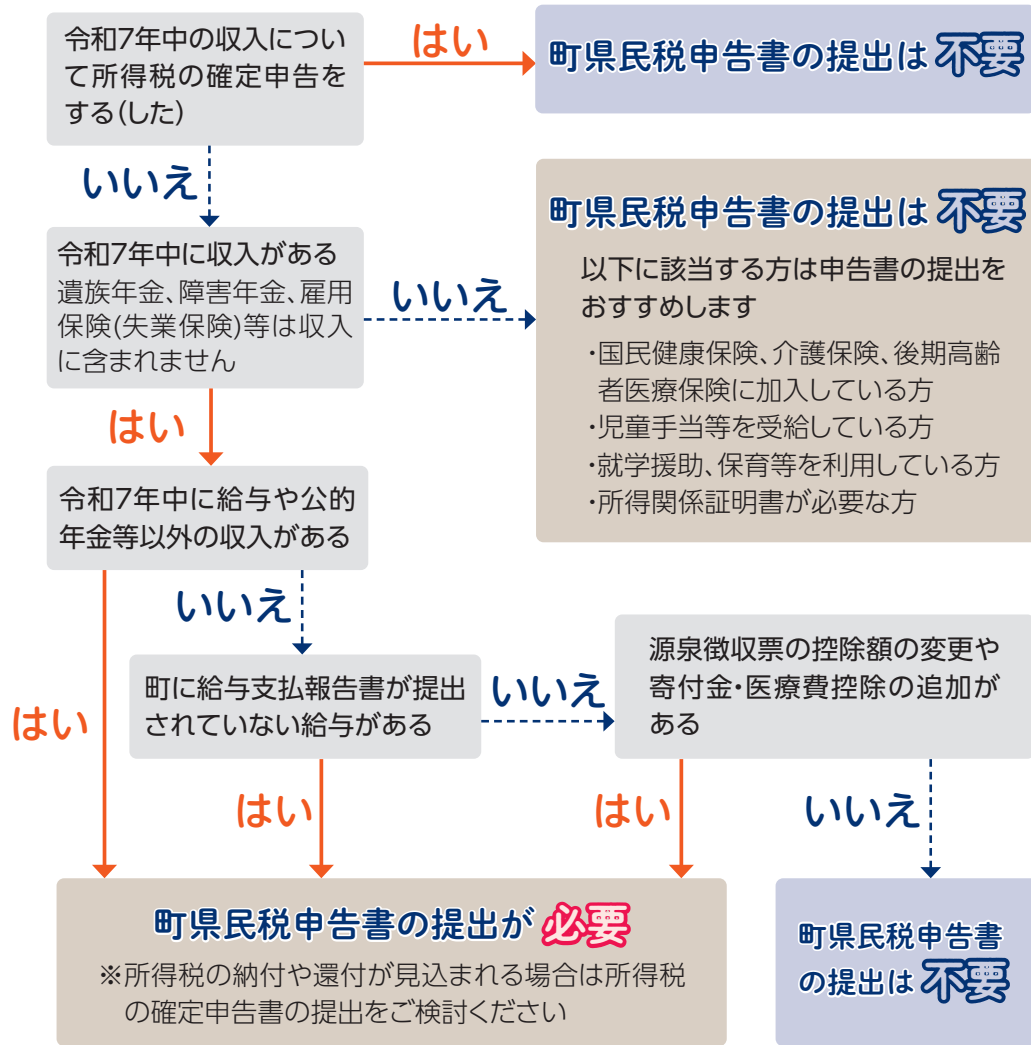 令和7年中の収入につい
て所得税の確定申告を
する(した)
はい
町県民税申告書の提出は 不要
いいえ
令和7年中に収入がある
遺族年金、障害年金、雇用
保険(失業保険)等は収入
に含まれません
いいえ
町県民税申告書の提出は 不要
以下に該当する方は申告書の提出を
おすすめします
・国民健康保険、介護保険、後期高齢
者医療保険に加入している方
・児童手当等を受給している方
・就学援助、保育等を利用している方
・所得関係証明書が必要な方
はい
令和7年中に給与や公的
年金等以外の収入がある
はい
いいえ
町に給与支払報告書が提出
されていない給与がある
いいえ
源泉徴収票の控除額の変更や
寄付金・医療費控除の追加が
ある
はい
はい
いいえ
町県民税申告書の提出が 必要
※所得税の納付や還付が見込まれる場合は所得税
の確定申告書の提出をご検討ください
町県民税申告書
の提出は 不要